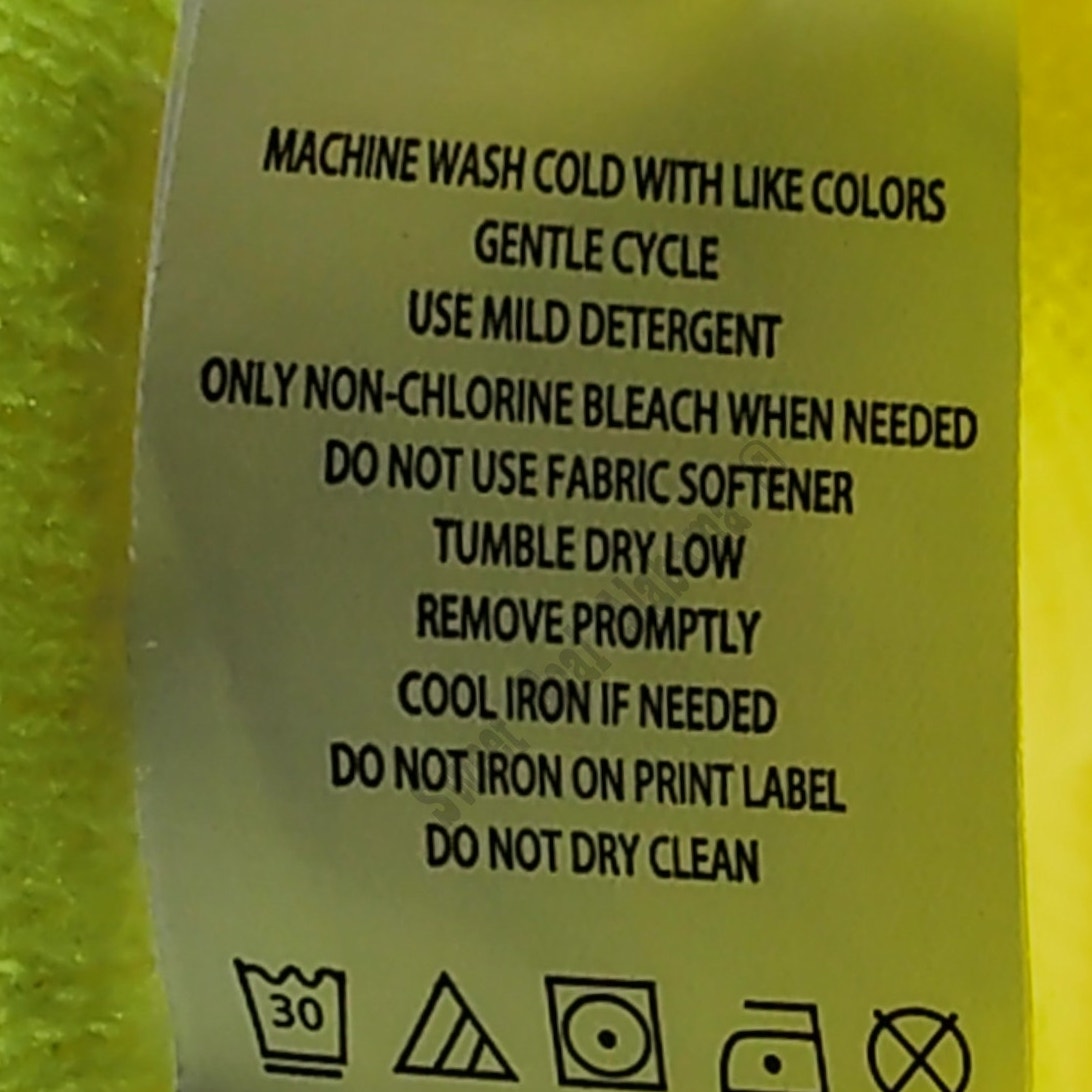 MACHINE WASH COLD WITH LIKE COLORS
GENTLE CYCLE
USE MILD DETERGENT
ONLY NON-CHLORINE BLEACH WHEN NEEDED
DO NOT USE FABRIC SOFTENER
TUMBLE DRY LOW
REMOVE PROMPTLY
COOL IRON IF NEEDED
DO NOT IRON ON PRINT LABEL
DO NOT DRY CLEAN
30